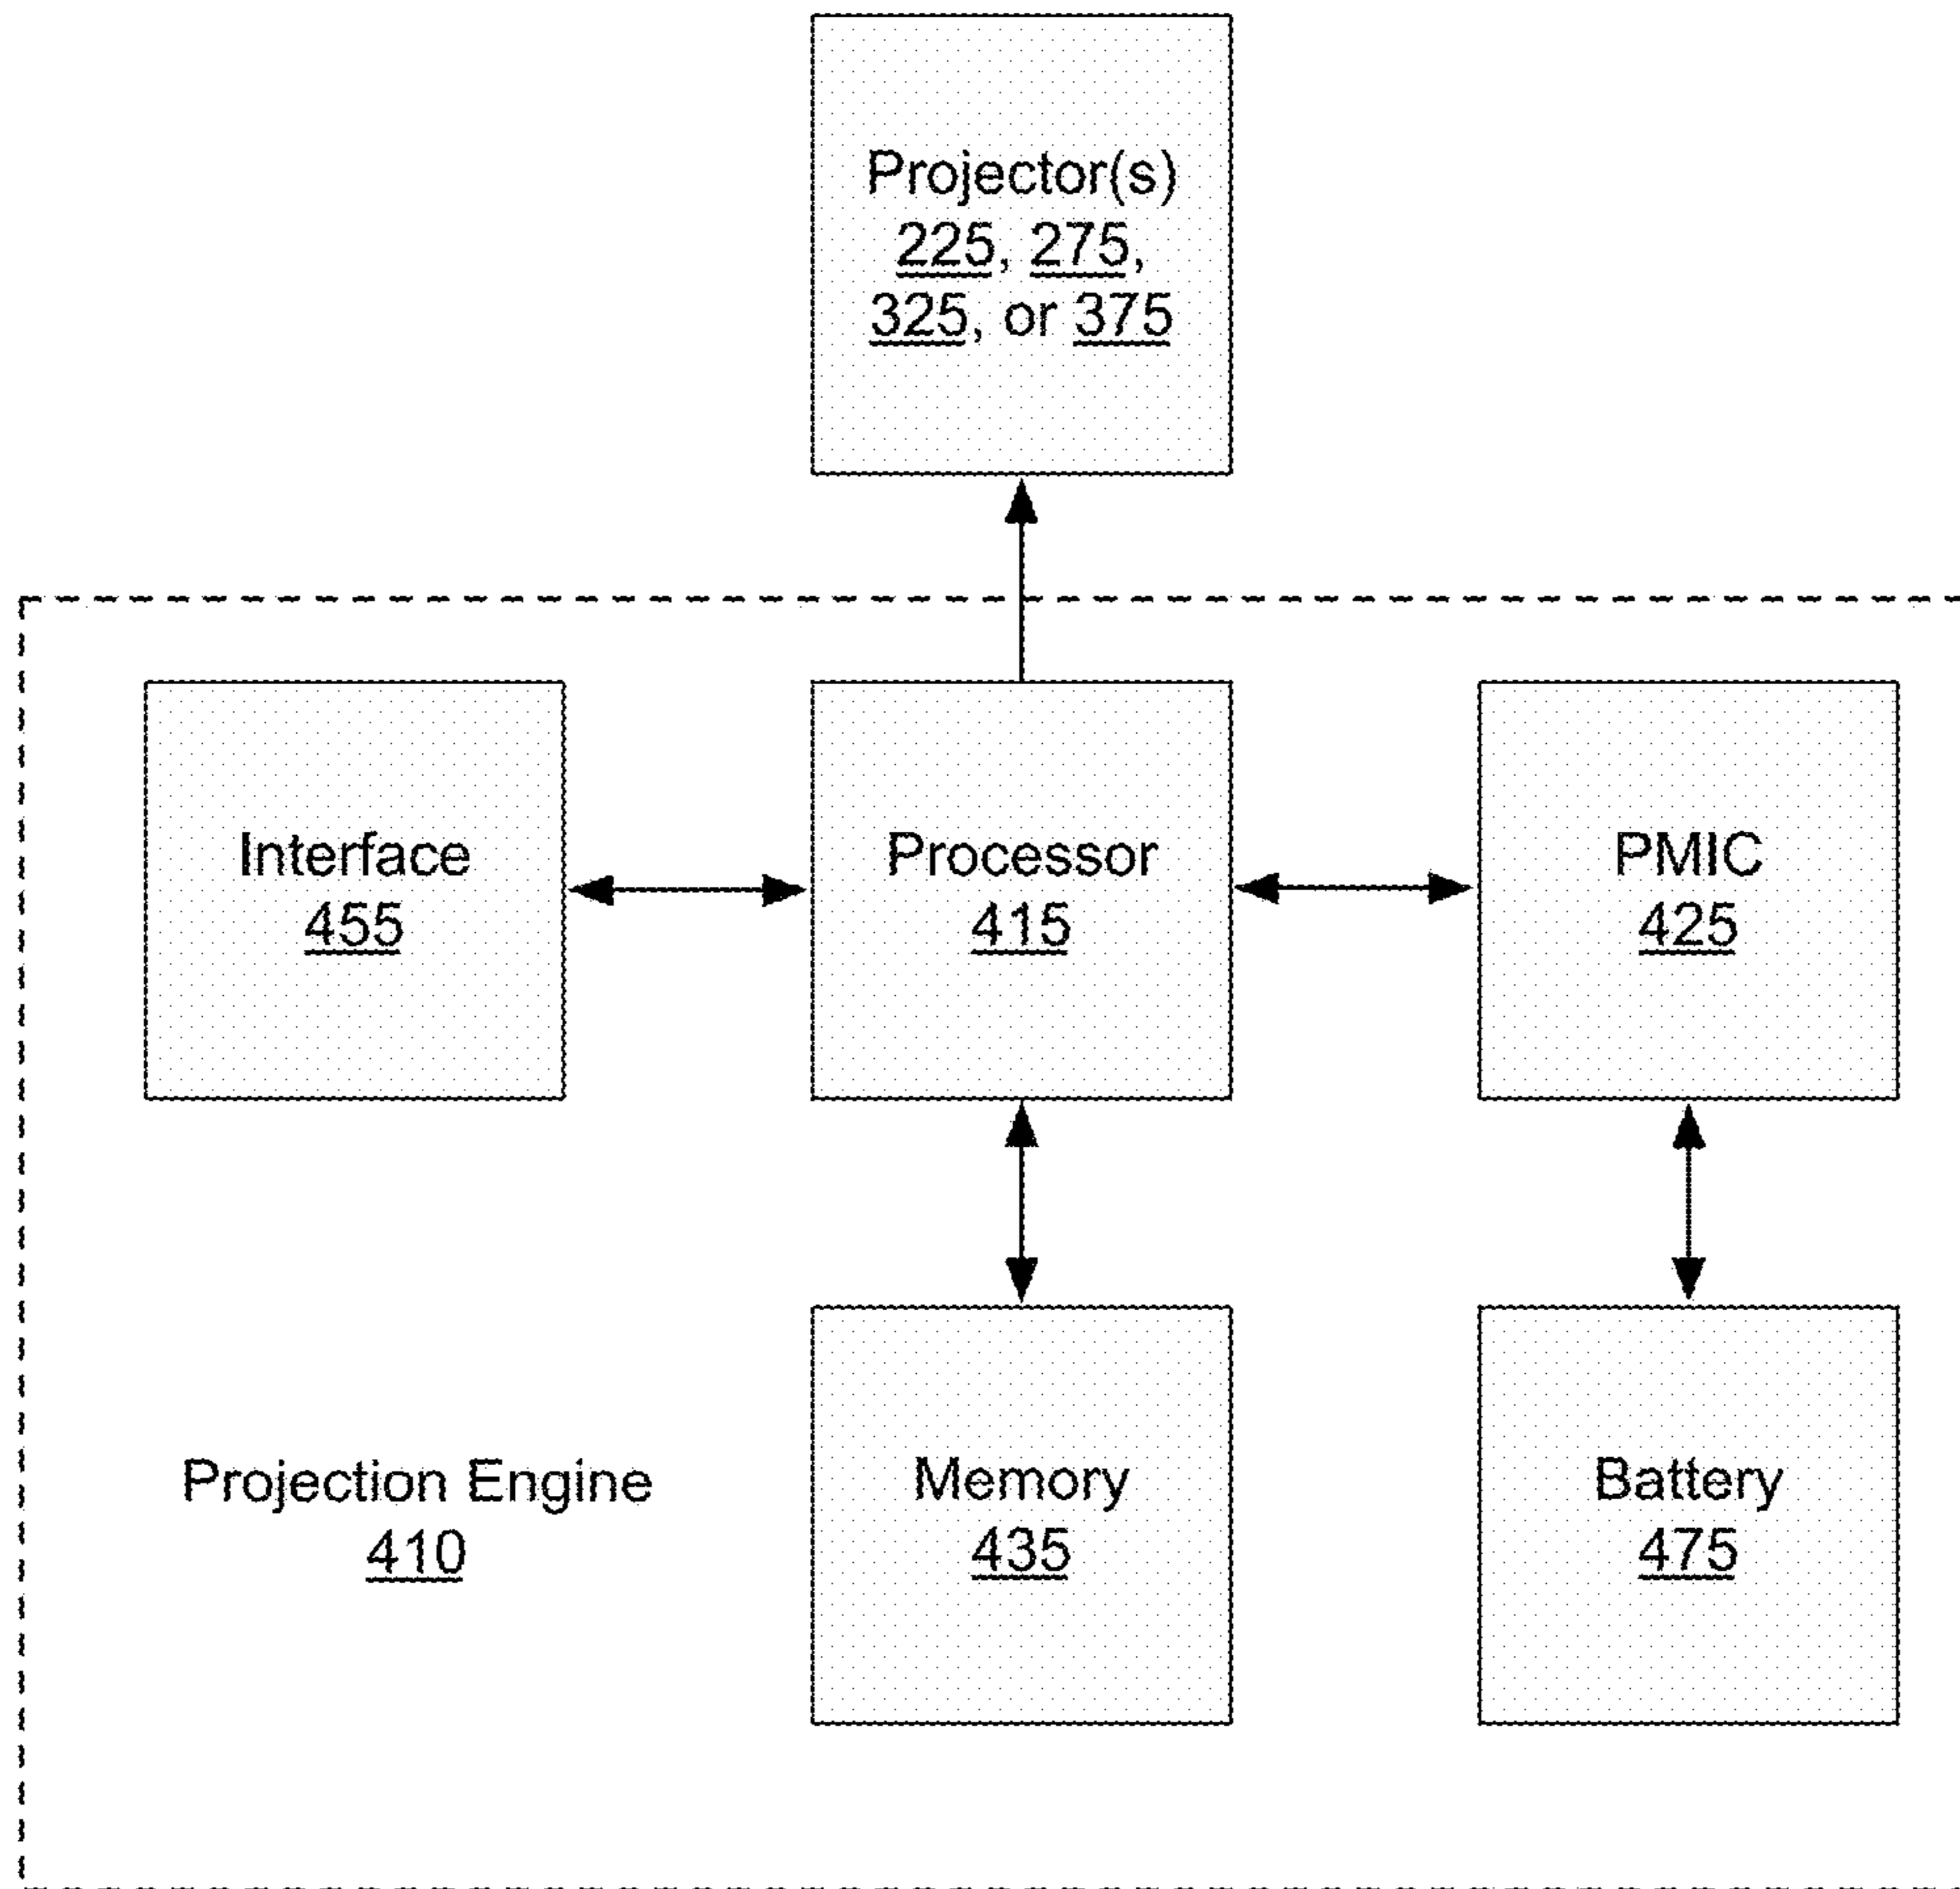 Projector(s)
225, 275,
325, or 375
Interface
455
Processor
415
PMIC
425
Projection Engine
410
Memory
435
Battery
475